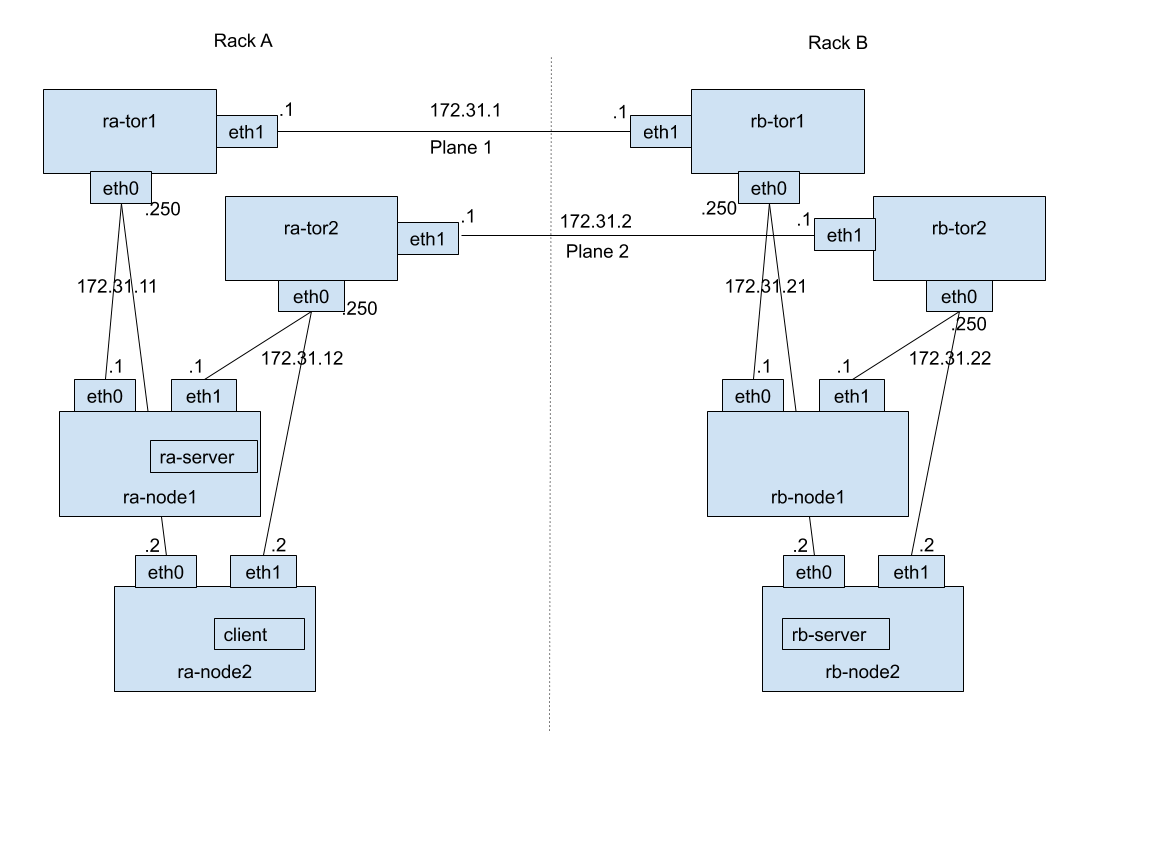 Rack A
Rack B
ra-tor1
eth1
.1
172.31.1
Plane 1
.1
eth1
rb-tor1
eth0
.250
eth0
.250
ra-tor2
eth1
.1
172.31.2
Plane 2
.1
eth1
rb-tor2
172.31.11
eth0
.250
172.31.21
eth0
.250
.1
.1
172.31.12
.1
.1
172.31.22
eth0
eth1
eth0
eth1
ra-server
ra-node1
rb-node1
.2
.2
.2
.2
eth0
eth1
eth0
eth1
client
ra-node2
rb-server
rb-node2